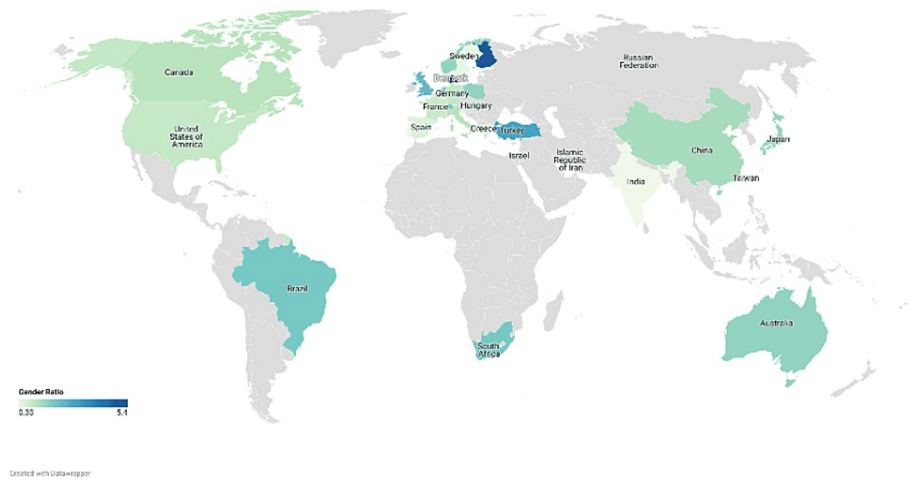 Canada
United
States of
America
Brazil
Sweden
Denmark
Germany
France
Hungary
Spain
Greece
Turkey
Israel
Islamic
Republic
of Iran
Russian
Federation
China
Japan
Taiwan
India
South
Africa
Australia
Gender Ratio
0.33
5.4
Created with Datawrapper